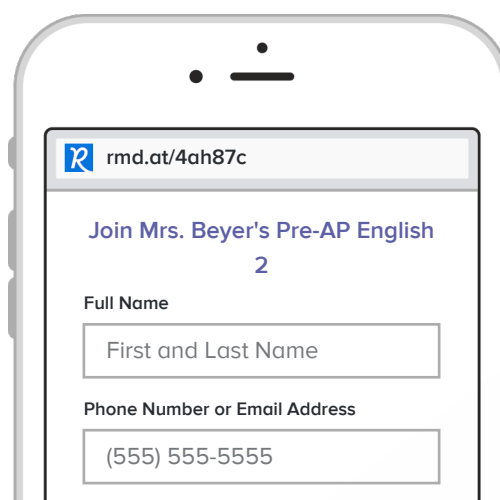 rmd.at/4ah87c
Join Mrs. Beyer's Pre-AP English
2
Full Name
First and Last Name
Phone Number or Email Address
(555) 555-5555